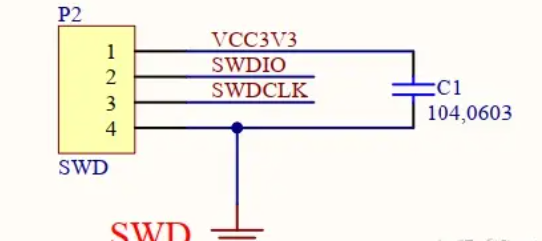 P2
1 VCC3V3
2 SWDIO
3 SWDCLK
4
C1
104,0603
SWD
SWD